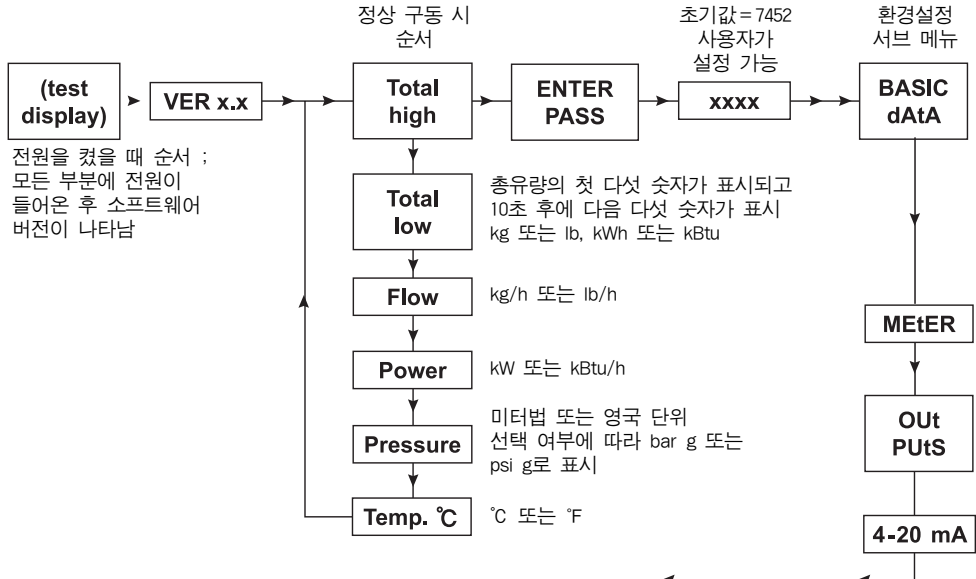 정상 구동 시
순서
초기값 = 7452
사용자가
설정 가능
환경설정
서브 메뉴
(test
display)
VER x.x
Total
high
ENTER
PASS
xxxx
BASIC
dAtA
전원을 켰을 때 순서 ;
모든 부분에 전원이
들어온 후 소프트웨어
버전이 나타남
Total
low
총유량의 첫 다섯 숫자가 표시되고
10초 후에 다음 다섯 숫자가 표시
kg 또는 lb, kWh 또는 kBtu
Flow
kg/h 또는 lb/h
MEtER
Power
kW 또는 kBtu/h
Pressure
미터법 또는 영국 단위
선택 여부에 따라 bar g 또는
psi g로 표시
OUt
PUtS
Temp. ℃
℃ 또는 ℉
4-20 mA